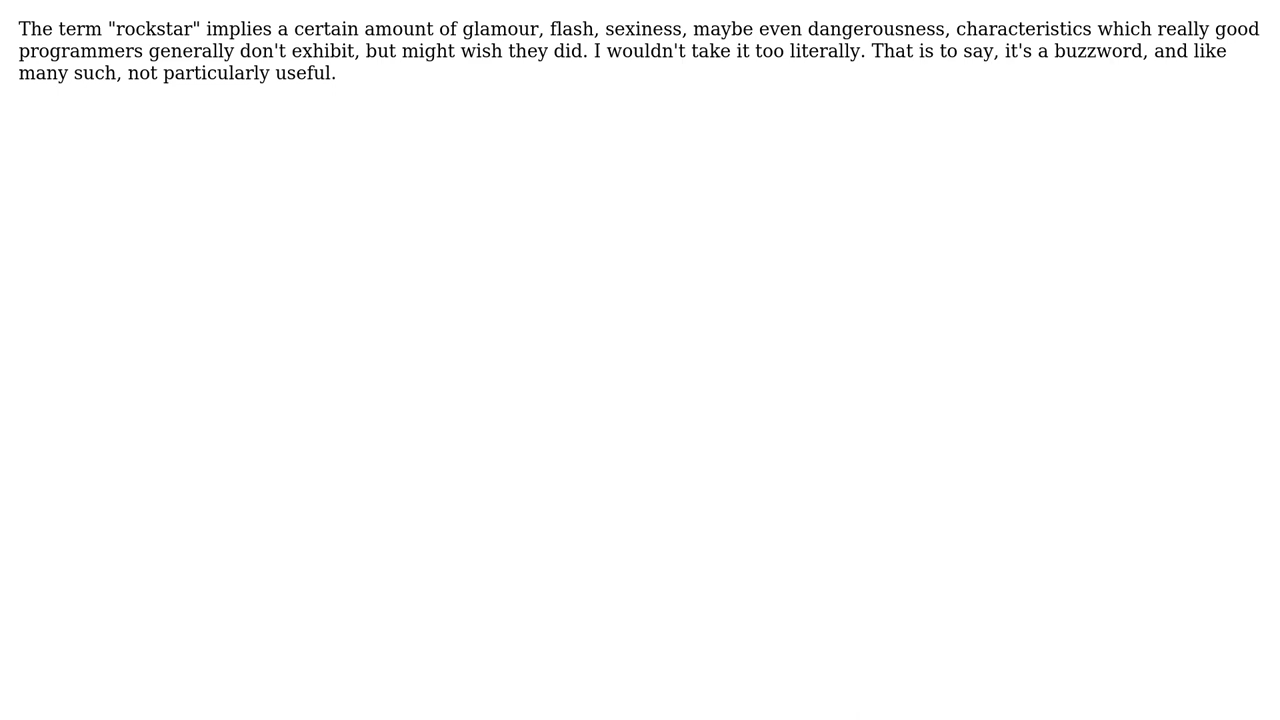 The term "rockstar" implies a certain amount of glamour, flash, sexiness, maybe even dangerousness, characteristics which really good
programmers generally don't exhibit, but might wish they did. I wouldn't take it too literally. That is to say, it's a buzzword, and like
many such, not particularly useful.